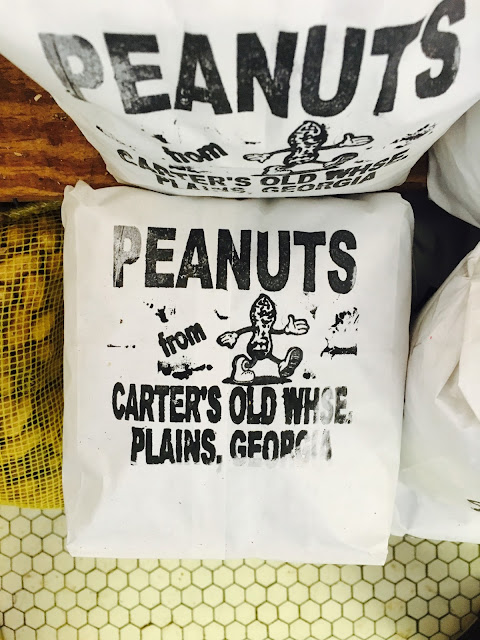 PEANUTS
from
CARTER'S OLD WHSE.
PLAINS, GEORGIA
PEANUTS
from
CARTER'S OLD WHSE.
PLAINS, GEORGIA